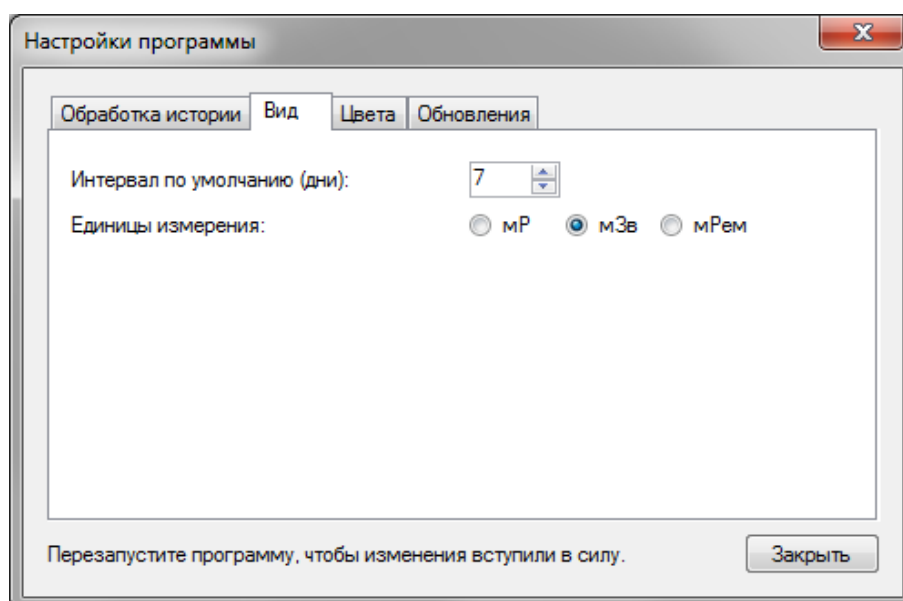 Настройки программы
Обработка истории Вид Цвета Обновления
Интервал по умолчанию (дни): 7
Единицы измерения: мР мЗв мРем
Перезапустите программу, чтобы изменения вступили в силу. Закрыть